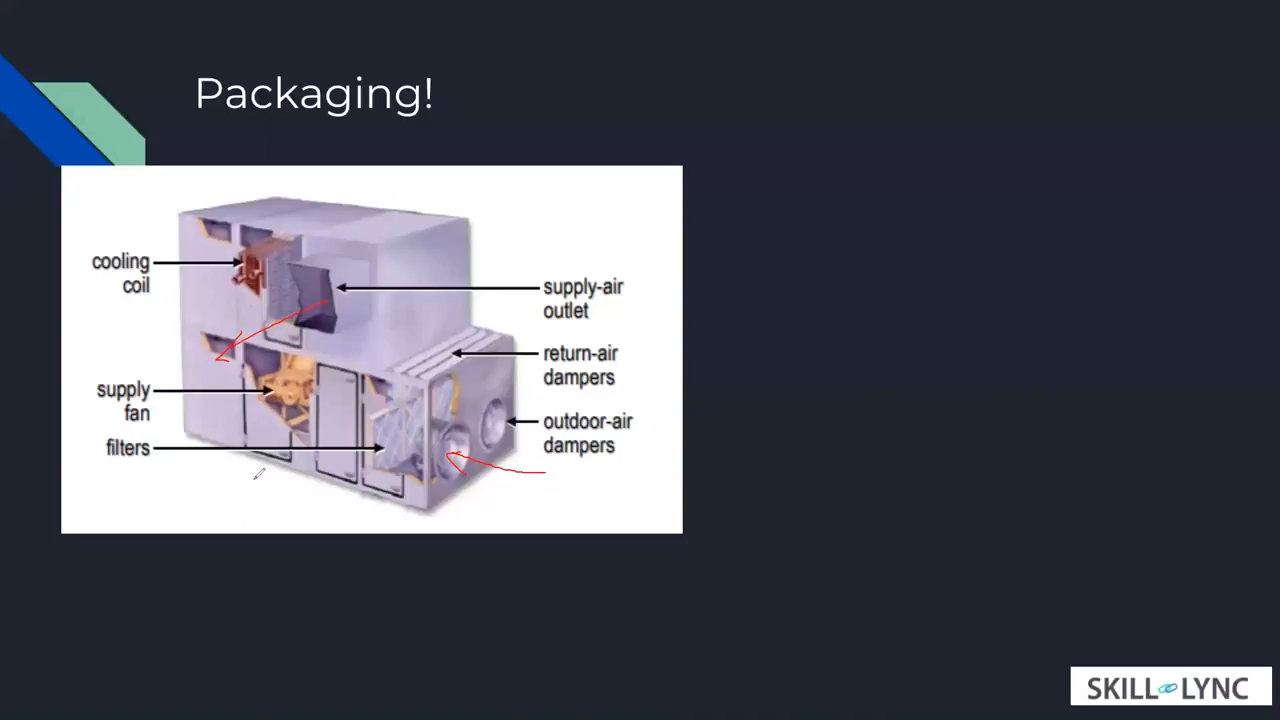 Packaging!
cooling
coil
supply-air
outlet
return-air
dampers
supply
fan
outdoor-air
dampers
filters
SKILL LYNC